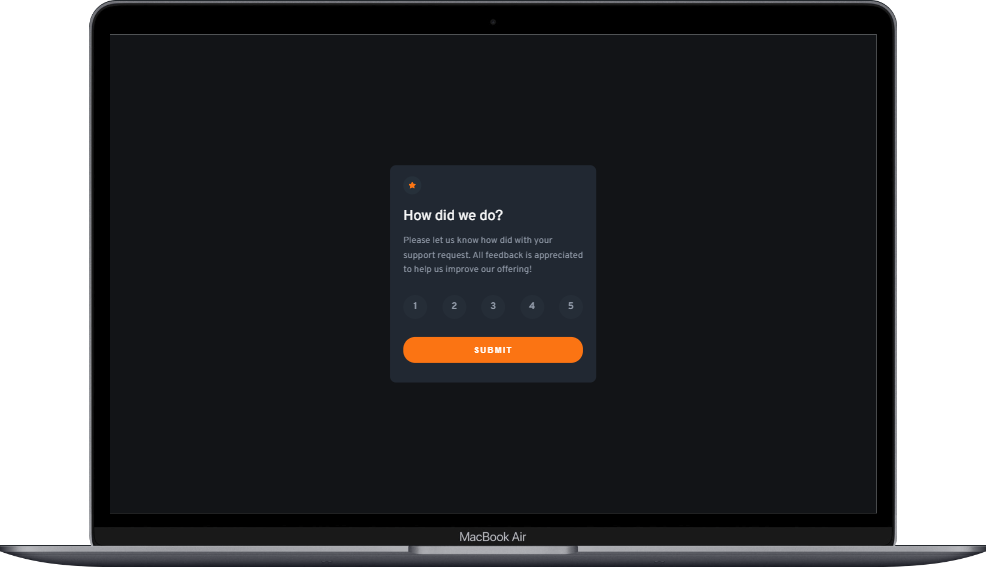 How did we do?
Please let us know how did with your
support request. All feedback is appreciated
to help us improve our offering!
1 2 3 4 5
SUBMIT
MacBook Air